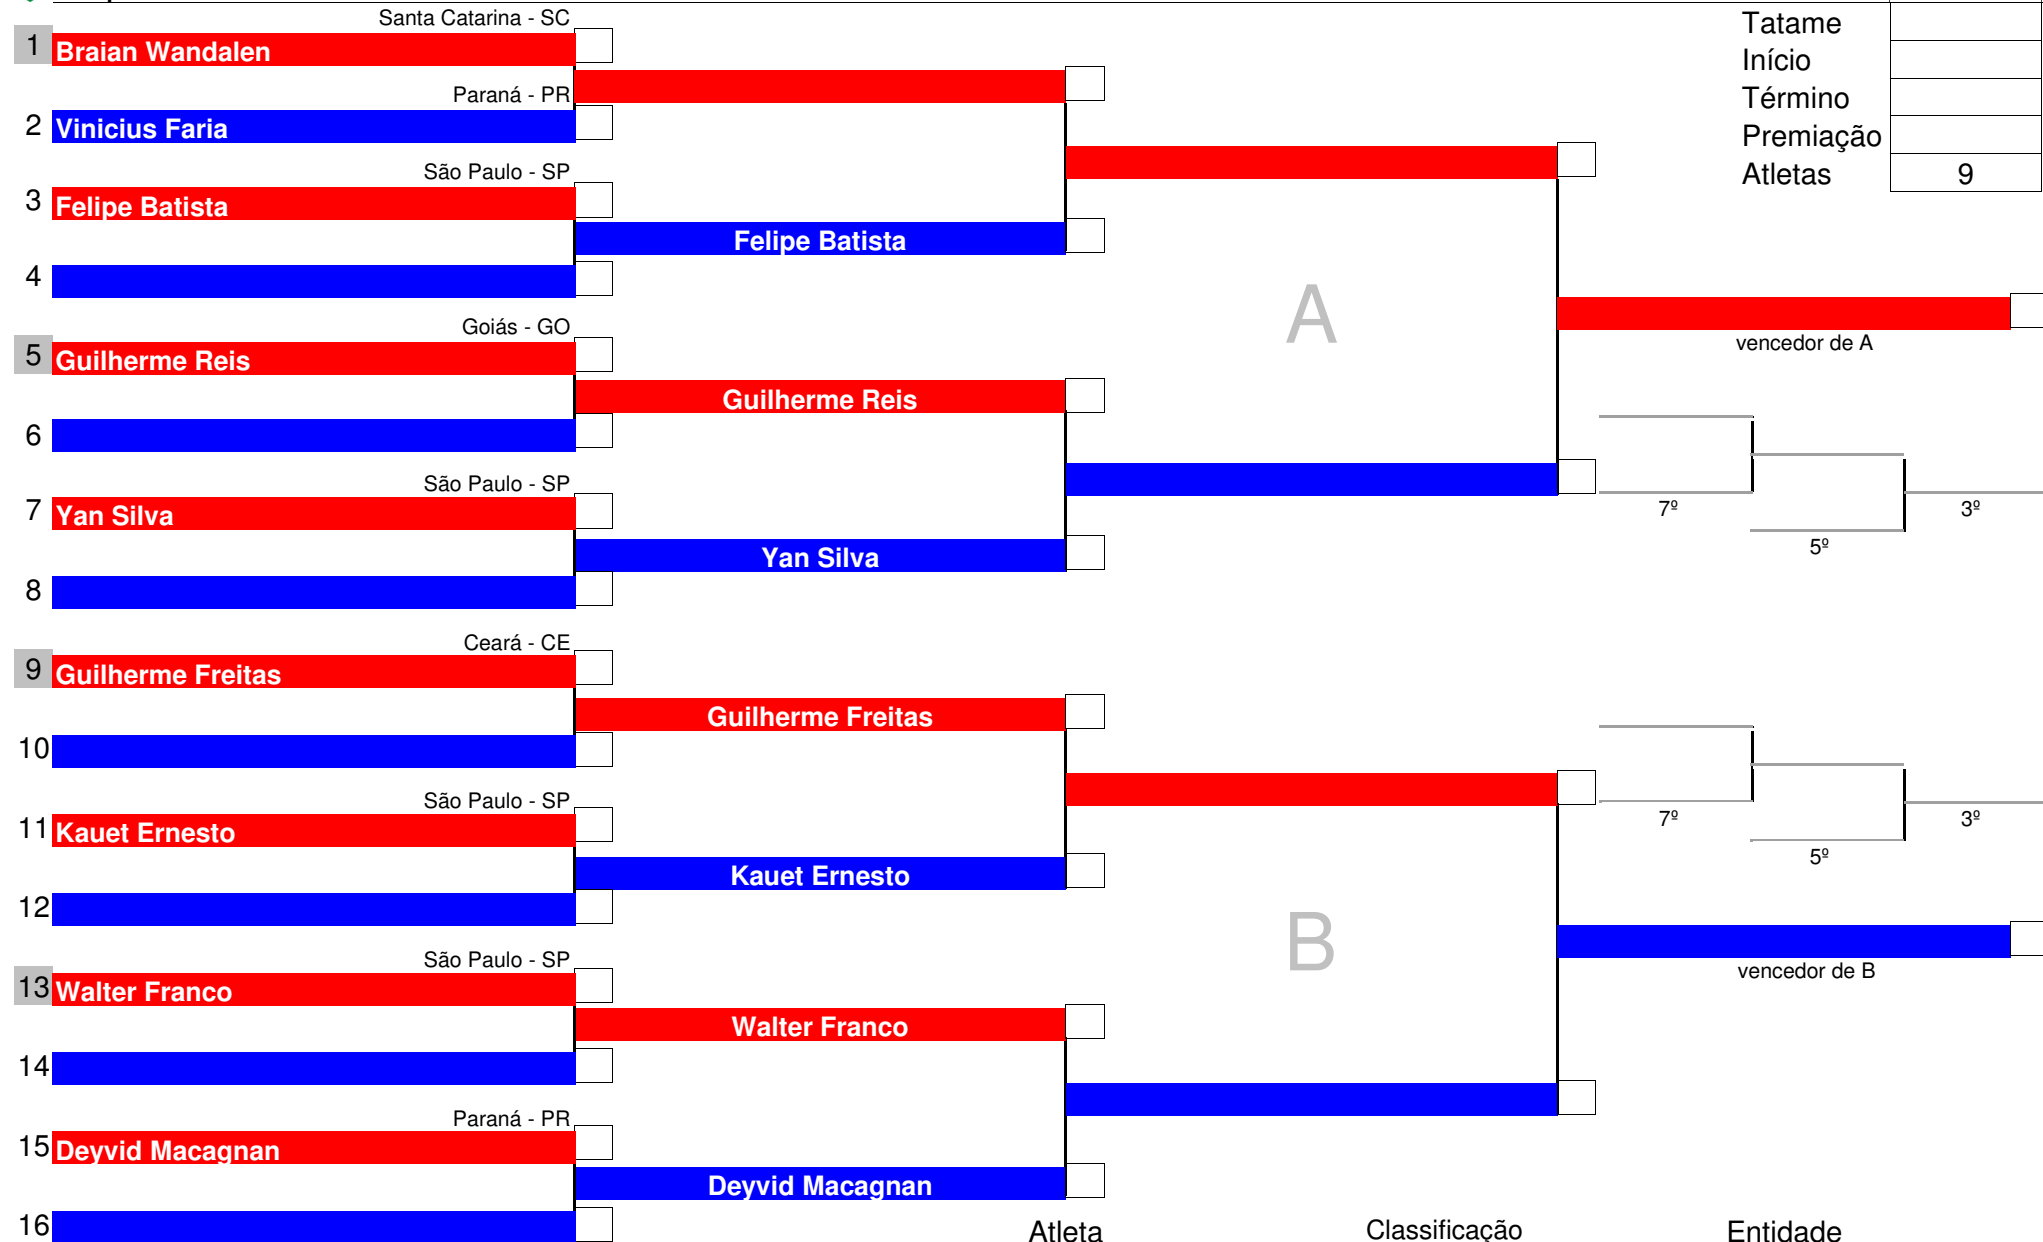 Santa Catarina - SC
1 Braian Wandalen
Paraná - PR
2 Vinicius Faria
São Paulo - SP
3 Felipe Batista
Felipe Batista
4
Goiás - GO
5 Guilherme Reis
Guilherme Reis
6
São Paulo - SP
7 Yan Silva
Yan Silva
8
Ceará - CE
9 Guilherme Freitas
Guilherme Freitas
10
São Paulo - SP
11 Kauet Ernesto
Kauet Ernesto
12
São Paulo - SP
13 Walter Franco
Walter Franco
14
Paraná - PR
15 Deyvid Macagnan
Deyvid Macagnan
16
A
B
Tatame
Início
Término
Premiação
Atletas 9
vencedor de A
7º
5º
3º
7º
5º
3º
vencedor de B
Atleta Classificação Entidade